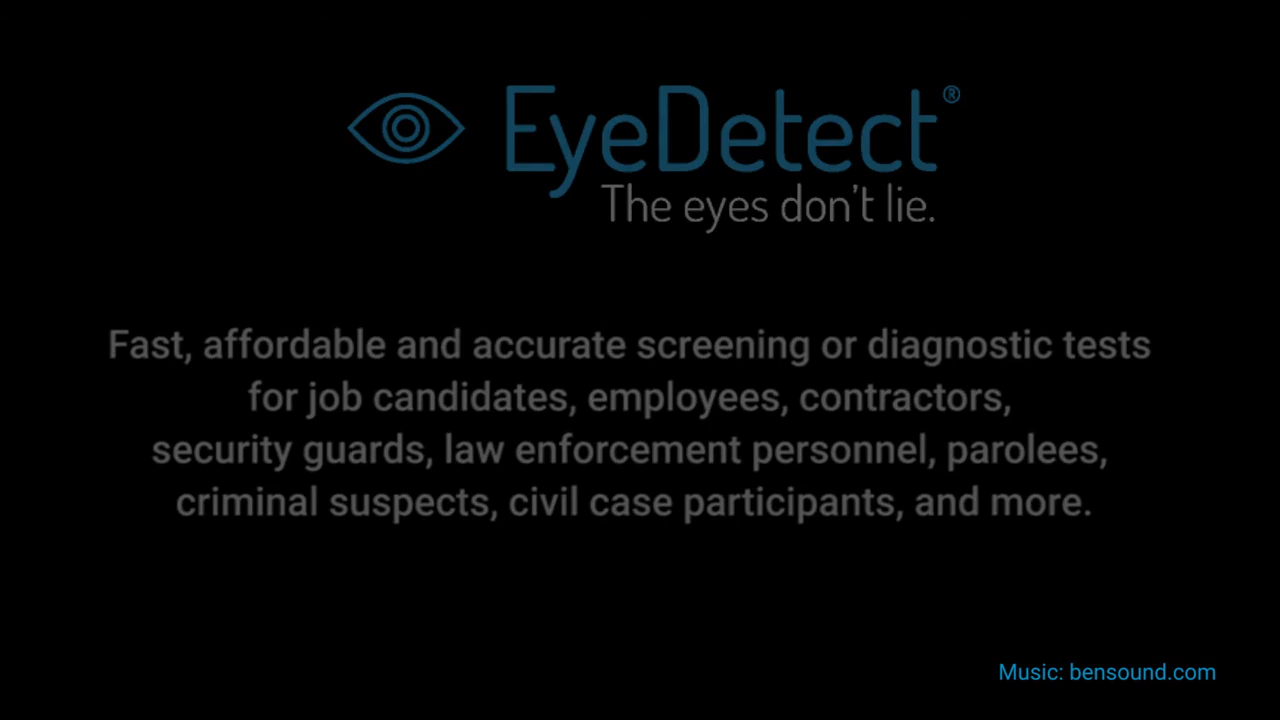 EyeDetect®
The eyes don't lie.
Fast, affordable and accurate screening or diagnostic tests
for job candidates, employees, contractors,
security guards, law enforcement personnel, parolees,
criminal suspects, civil case participants, and more.
Music: bensound.com